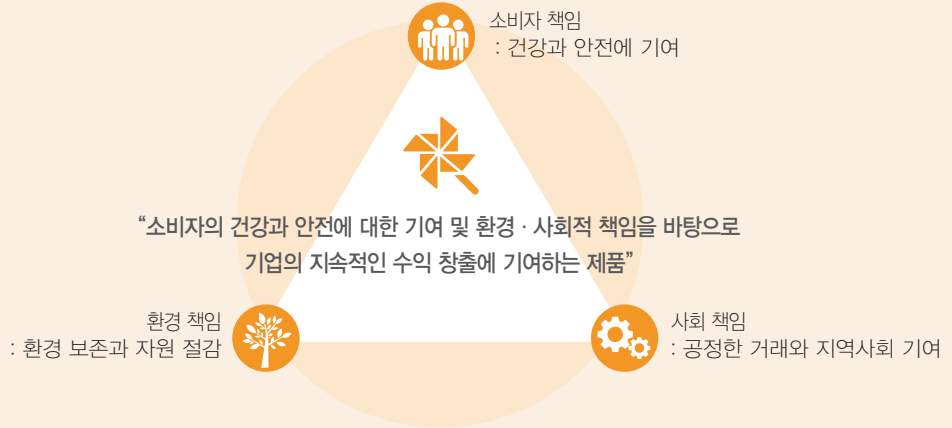 소비자 책임
: 건강과 안전에 기여
“소비자의 건강과 안전에 대한 기여 및 환경 · 사회적 책임을 바탕으로
기업의 지속적인 수익 창출에 기여하는 제품”
환경 책임
: 환경 보존과 자원 절감
사회 책임
: 공정한 거래와 지역사회 기여